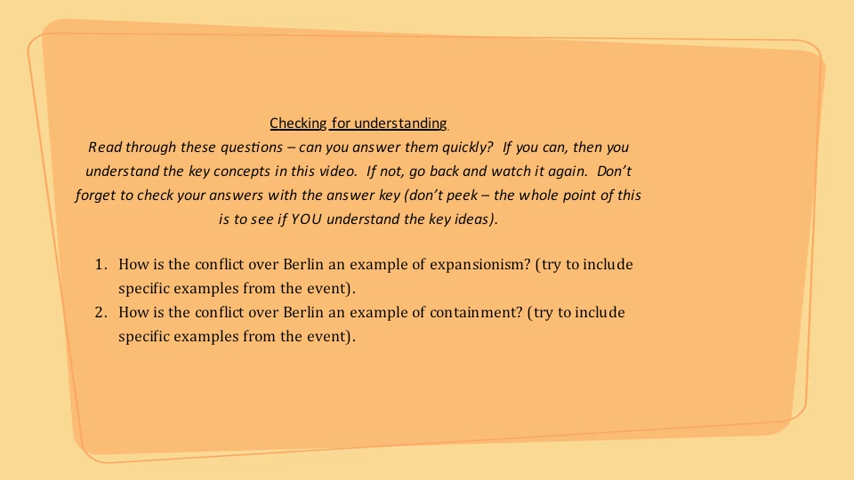 Checking for understanding
Read through these questions – can you answer them quickly?  If you can, then you
understand the key concepts in this video.  If not, go back and watch it again.  Don't
forget to check your answers with the answer key (don't peek – the whole point of this
is to see if YOU understand the key ideas).
1. How is the conflict over Berlin an example of expansionism? (try to include
specific examples from the event).
2. How is the conflict over Berlin an example of containment? (try to include
specific examples from the event).